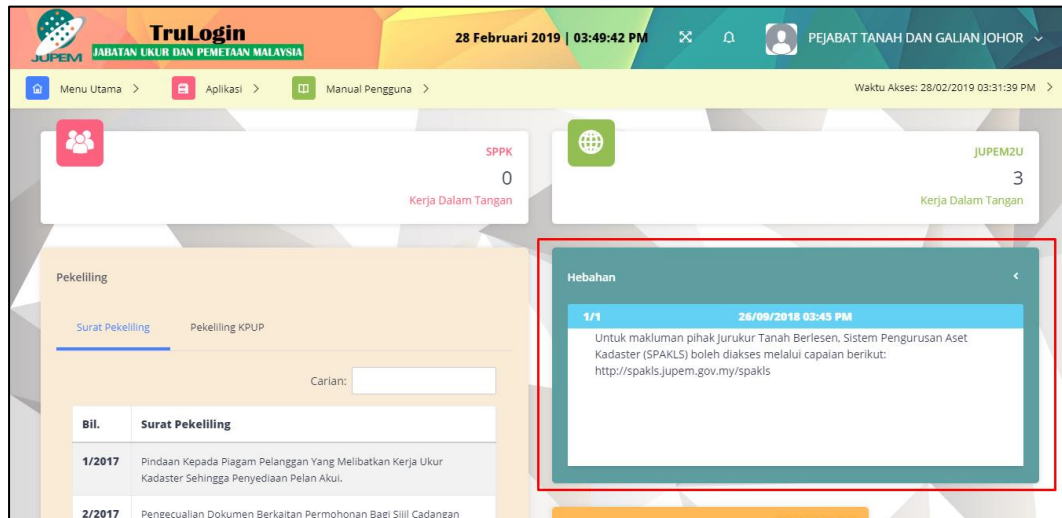 TruLogin
JUPEM
JABATAN UKUR DAN PEMETAAN MALAYSIA
28 Februari 2019 | 03:49:42 PM
PEJABAT TANAH DAN GALIAN JOHOR
Menu Utama >
Aplikasi >
Manual Pengguna >
Waktu Akses: 28/02/2019 03:31:39 PM >
SPPK
0
Kerja Dalam Tangan
JUPEM2U
3
Kerja Dalam Tangan
Pekeliling
Surat Pekeliling
Pekeliling KPUP
Carian:
Bil.
Surat Pekeliling
1/2017
Pindaan Kepada Piagam Pelanggan Yang Melibatkan Kerja Ukur
Kadaster Sehingga Penyediaan Pelan Akui.
2/2017
Pengecualian Dokumen Berkaitan Permohonan Bagi Sijil Cadangan
Hebahan
1/1
26/09/2018 03:45 PM
Untuk makluman pihak Jurukur Tanah Berlesen, Sistem Pengurusan Aset
Kadaster (SPAKLS) boleh diakses melalui capaian berikut:
http://spakls.jupem.gov.my/spakls